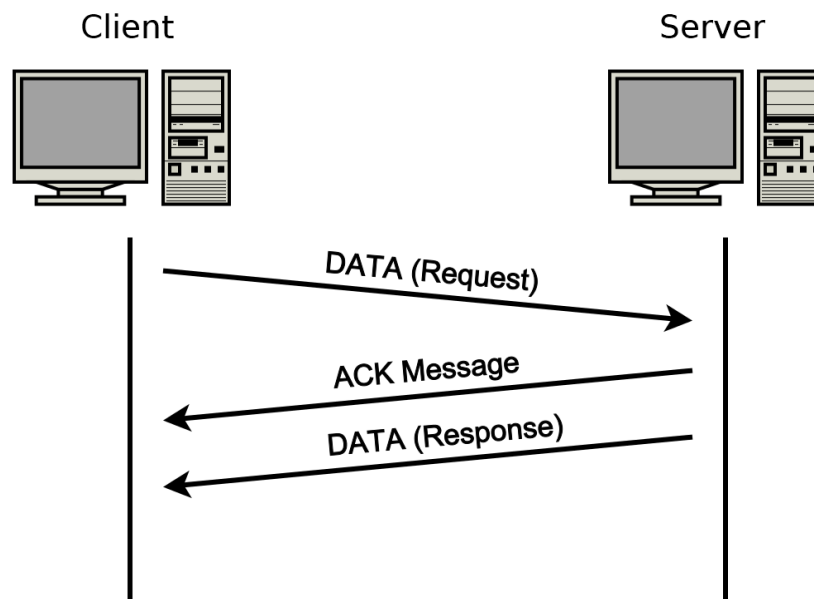 Client
Server
DATA (Request)
ACK Message
DATA (Response)